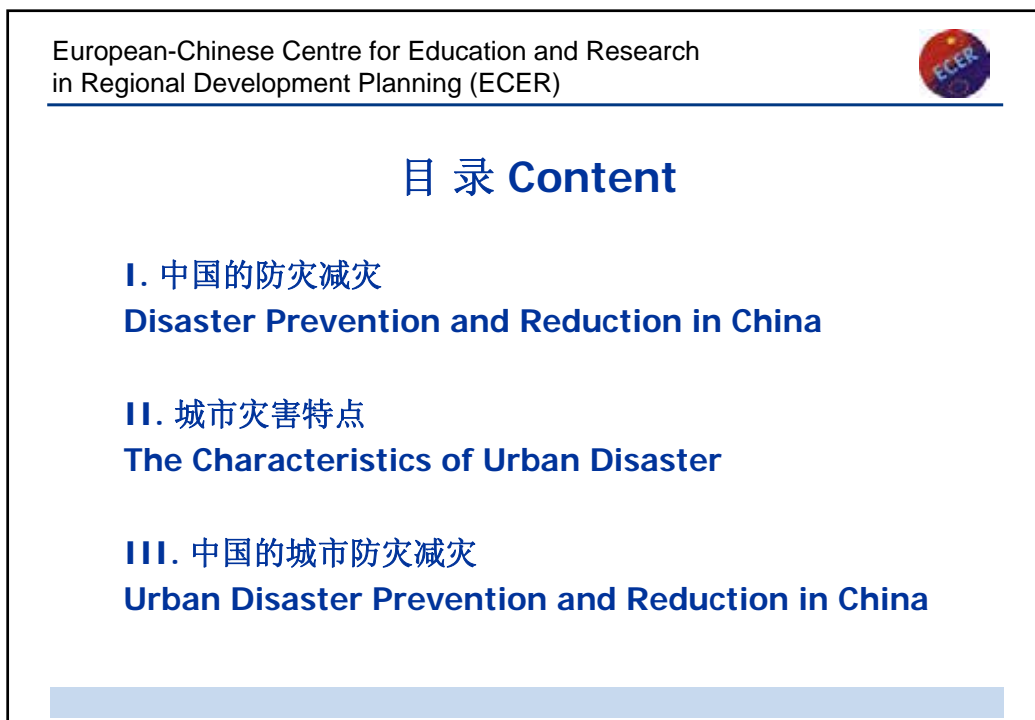 European-Chinese Centre for Education and Research
in Regional Development Planning (ECER)
ECER
目 录 Content
I. 中国的防灾减灾
Disaster Prevention and Reduction in China
II. 城市灾害特点
The Characteristics of Urban Disaster
III. 中国的城市防灾减灾
Urban Disaster Prevention and Reduction in China